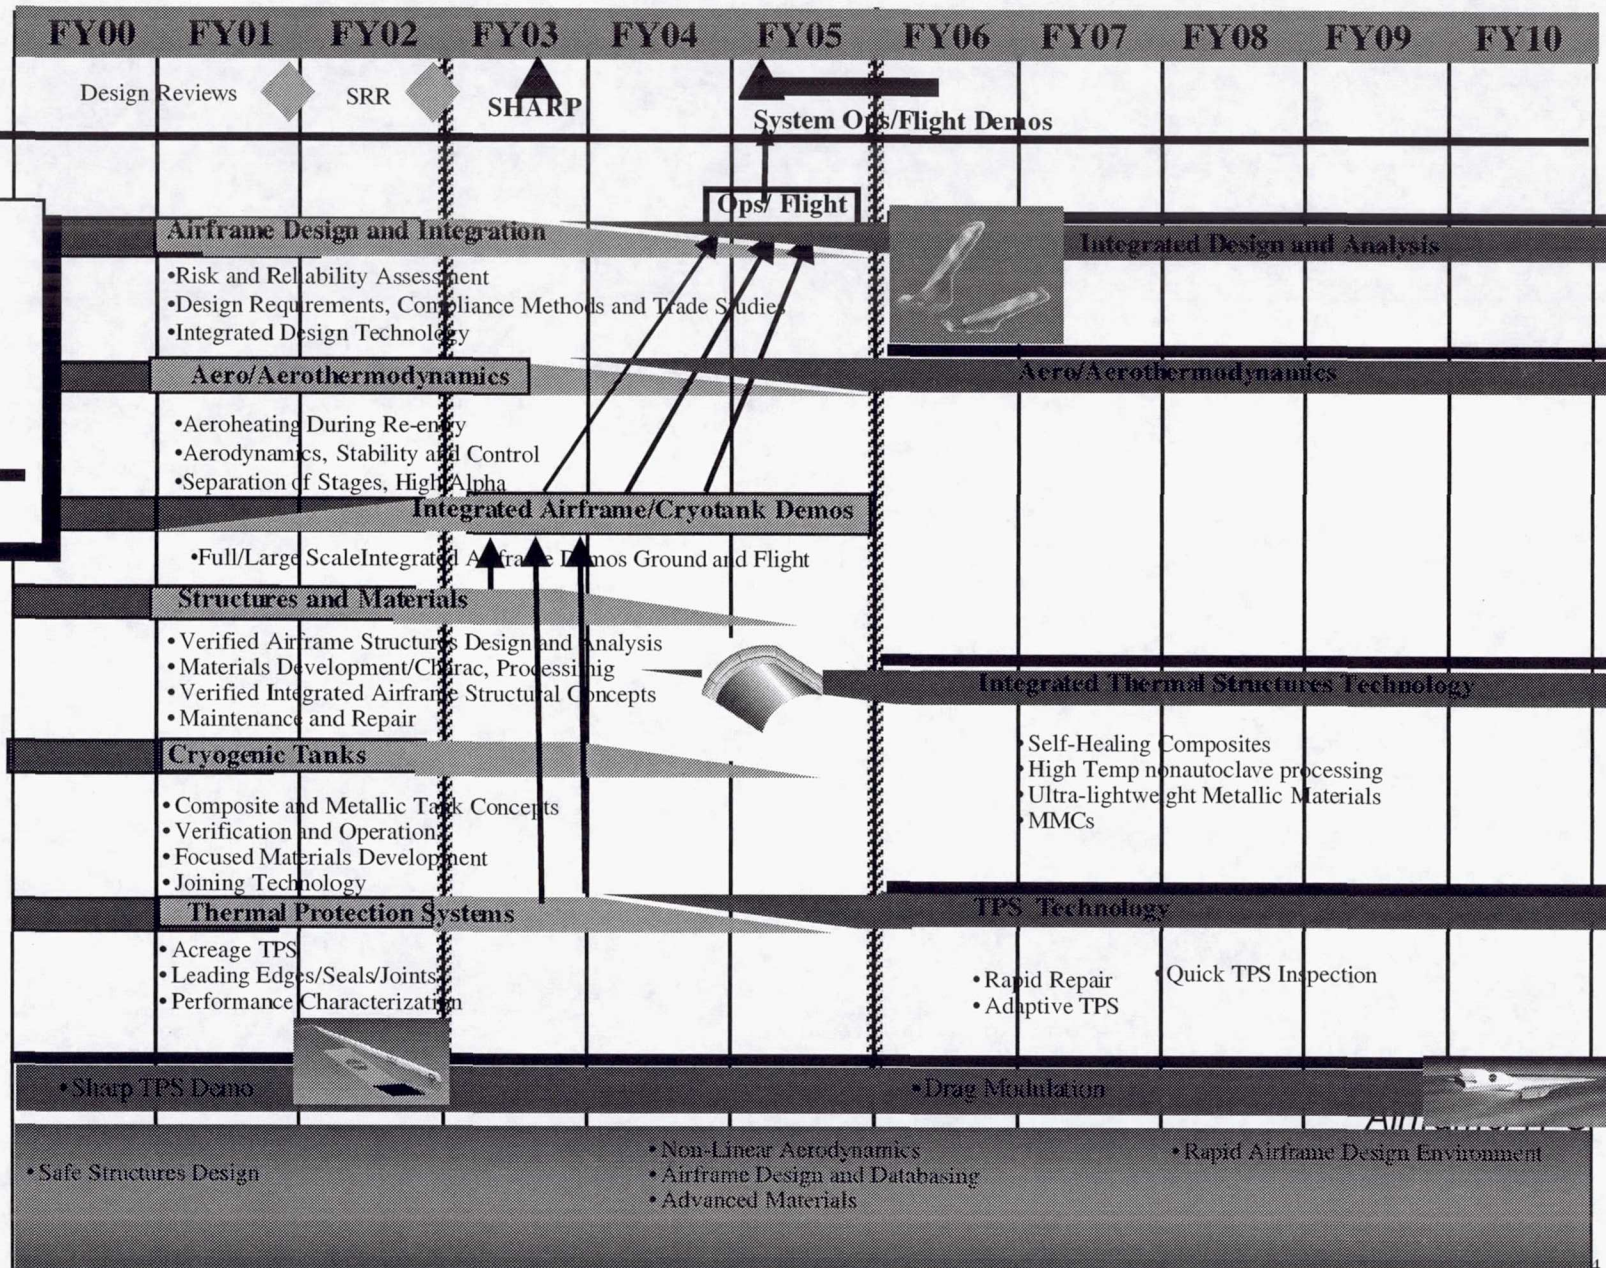 FY00 FY01 FY02 FY03 FY04 FY05 FY06 FY07 FY08 FY09 FY10
Design Reviews
SRR
SHARP
System Ops/Flight Demos
Ops/ Flight
Airframe Design and Integration
Integrated Design and Analysis
•Risk and Reliability Assessment
•Design Requrements, Compliance Methods and Trade Studies
•Integrated Design Technology
Aero/Aerothermodynamics
Aero/Aerothermodynamics
•Aeroheating During Re-entry
•Aerodynamics, Stability and Control
•Separation of Stages, High Alpha
Integrated Airframe/Cryotank Demos
•Full/Large ScaleIntegrated Airframe Demos Ground and Flight
Structures and Materials
• Verified Airframe Structures Design and Analysis
• Materials Development/Charac, Processimig
• Verified Integrated Airframe Structural Concepts
• Maintenance and Repair
Integrated Thermal Structures Technology
Cryogenic Tanks
• Self-Healing Composites
• High Temp nonautoclave processing
• Ultra-lightweight Metallic Materials
• MMCs
• Composite and Metallic Tank Concepts
• Verification and Operation
• Focused Materials Development
• Joining Technology
Thermal Protection Systems
TPS Technology
• Acreage TPS
• Leading Edges/Seals/Joints
• Performance Characterization
• Rapid Repair
• Adaptive TPS
• Quick TPS Inspection
• Sharp TPS Demo
• Drag Modulation
• Safe Structures Design
• Non-Linear Aerodynamics
• Airframe Design and Databasing
• Advanced Materials
• Rapid Airframe Design Environment